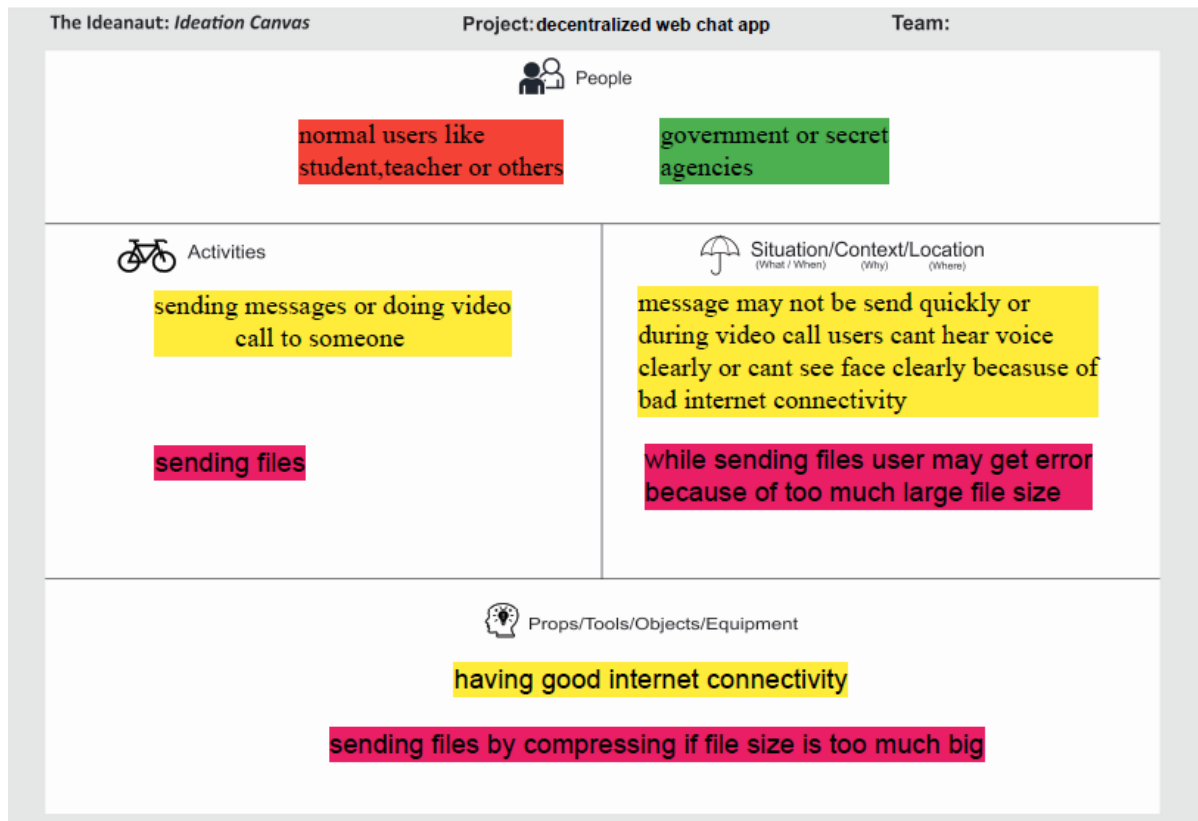 The Ideanaut: Ideation Canvas
Project: decentralized web chat app
Team:
People
normal users like
student,teacher or others
government or secret
agencies
Activities
sending messages or doing video
call to someone
sending files
Situation/Context/Location
(What / When) (Why) (Where)
message may not be send quickly or
during video call users cant hear voice
clearly or cant see face clearly becasuse of
bad internet connectivity
while sending files user may get error
because of too much large file size
Props/Tools/Objects/Equipment
having good internet connectivity
sending files by compressing if file size is too much big